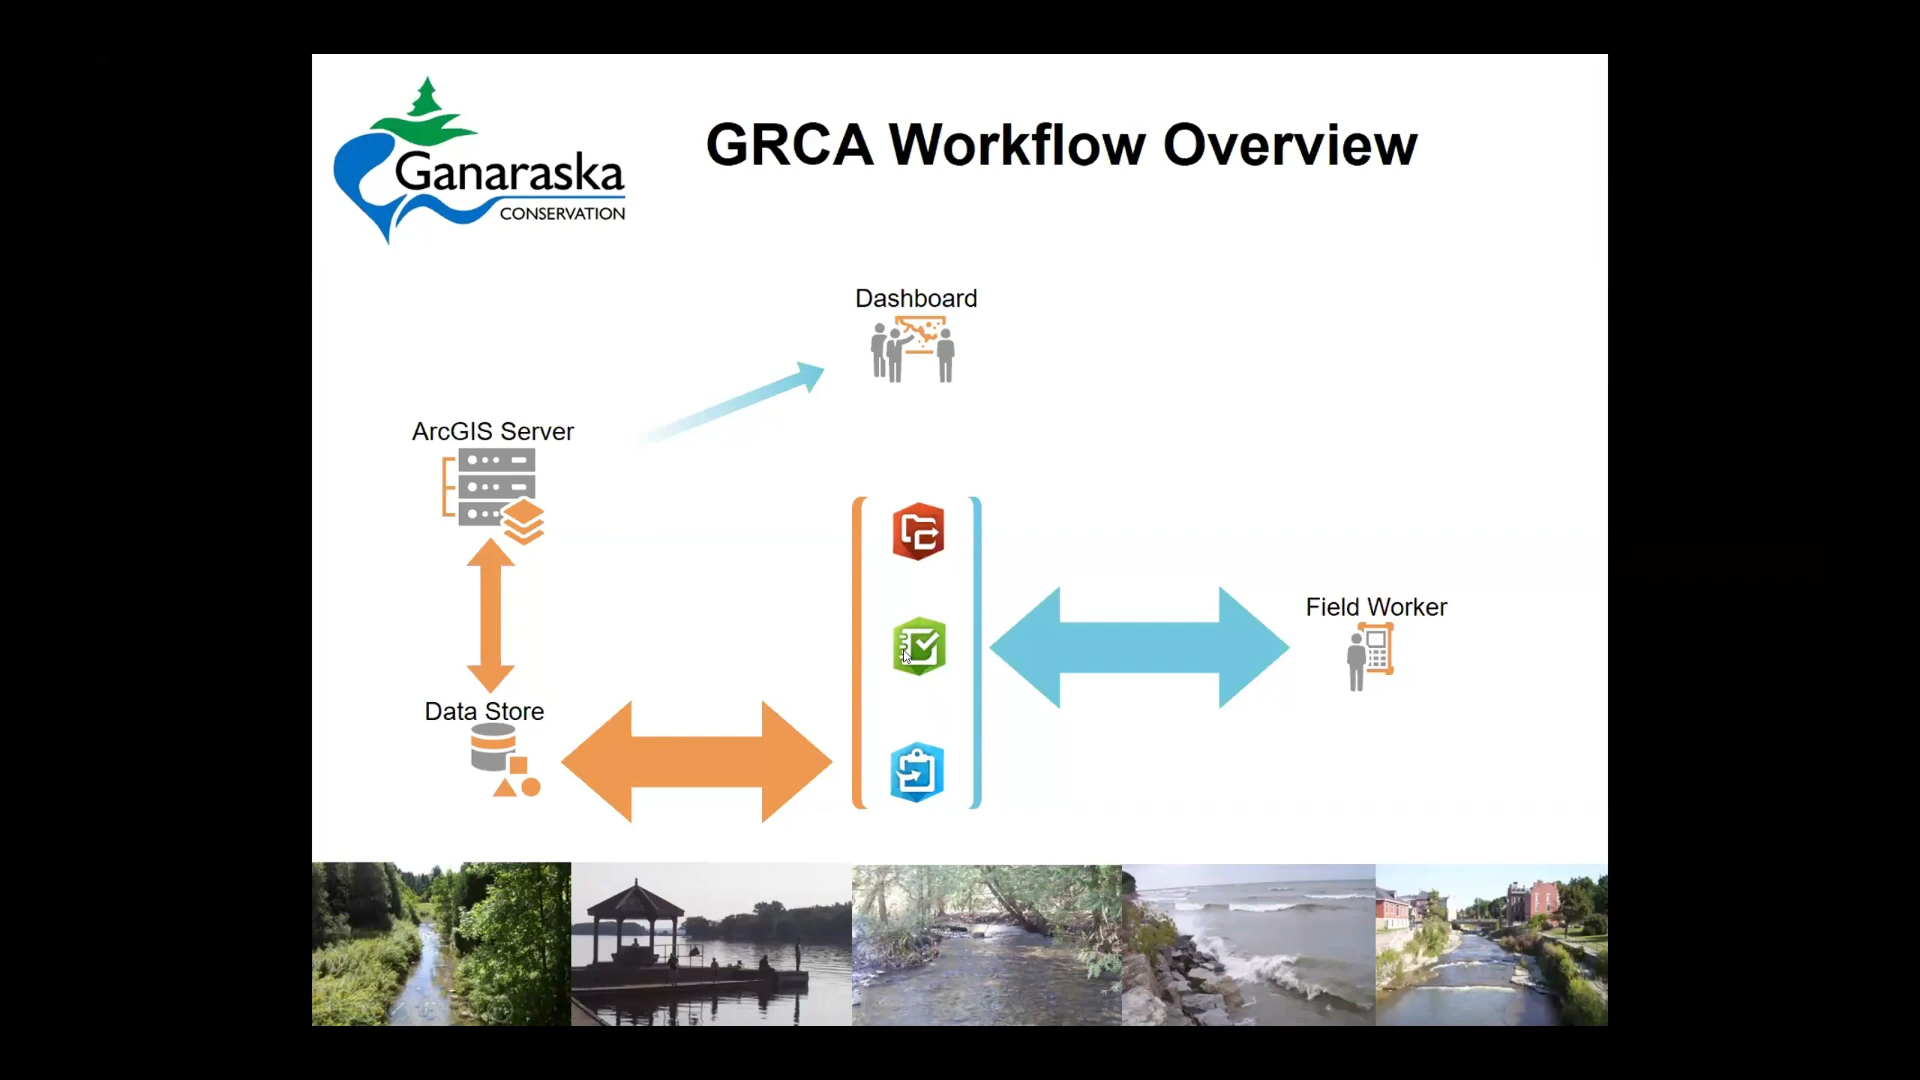 Ganaraska
CONSERVATION
GRCA Workflow Overview
Dashboard
ArcGIS Server
Field Worker
Data Store